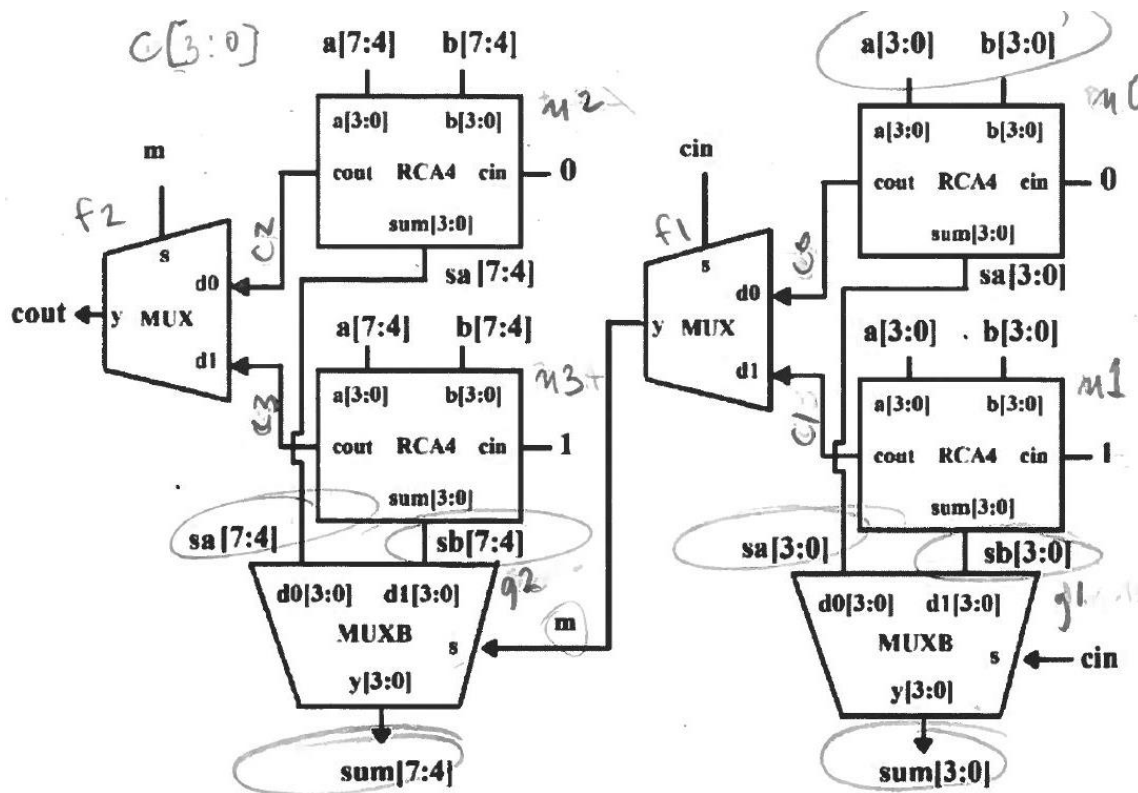 C[3:0]
a[7:4] b[7:4]
a[3:0] b[3:0]
m
f2
s
d0
y MUX
d1
cout
c2
a[3:0] b[3:0]
cout RCA4 cin 0
sum[3:0]
sa[7:4]
a[7:4] b[7:4]
c3
a[3:0] b[3:0]
cout RCA4 cin 1
sum[3:0]
sa[7:4] sb[7:4]
d0[3:0] d1[3:0]
g2
MUXB
s
m
y[3:0]
sum[7:4]
cin
f1
s
d0
y MUX
d1
c0
a[3:0] b[3:0]
cout RCA4 cin 0
sum[3:0]
sa[3:0]
a[3:0] b[3:0]
c1
a[3:0] b[3:0]
cout RCA4 cin 1
sum[3:0]
sa[3:0] sb[3:0]
d0[3:0] d1[3:0]
g1
MUXB
s
cin
y[3:0]
sum[3:0]